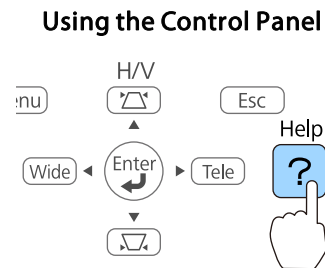 Using the Control Panel
H/V
enu
Esc
Help
Wide
Enter
Tele
?